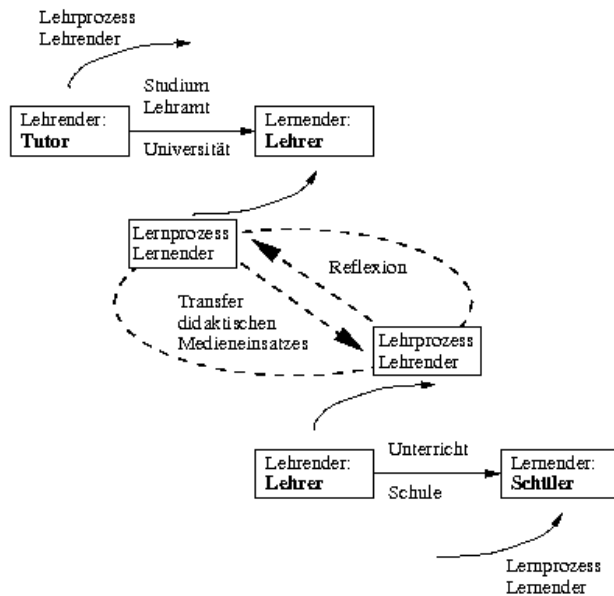 Lehrprozess
Lehrender
Studium
Lehramt
Lehrender:
Tutor
Universität
Lernender:
Lehrer
Lernprozess
Lernender
Reflexion
Transfer
didaktischen
Medieneinsatzes
Lehrprozess
Lehrender
Lehrender:
Lehrer
Unterricht
Schule
Lernender:
Schüler
Lernprozess
Lernender